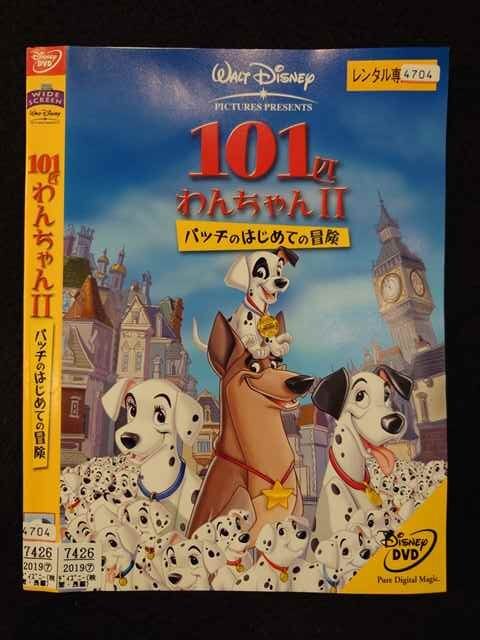 Disney
DVD
WIDE
SCREEN
WALT DISNEY
101匹
わんちゃんII
パッチのはじめての冒険
4704
7426
2019⑦
WALT DISNEY
PICTURES PRESENTS
レンタル専 4704
101匹
わんちゃんII
パッチのはじめての冒険
7426
2019⑦
Disney
DVD
Pure Digital Magic.